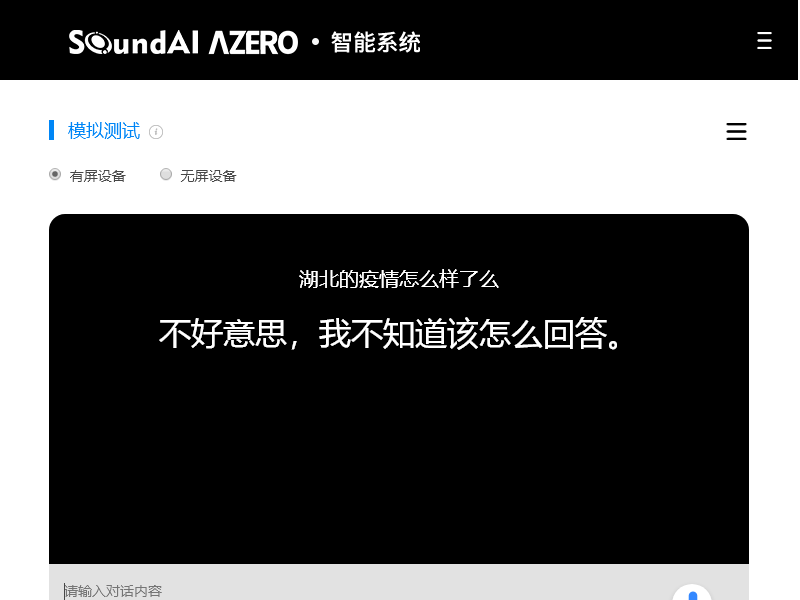 SoundAI AZERO · 智能系统
模拟测试
有屏设备 无屏设备
湖北的疫情怎么样了么
不好意思，我不知道该怎么回答。
请输入对话内容